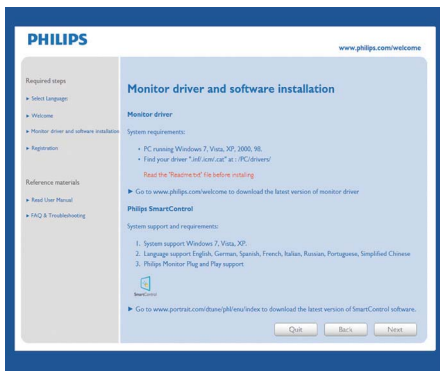 PHILIPS
www.philips.com/welcome
Required steps
▸ Select Language:
▸ Welcome
▸ Monitor driver and software installation
▸ Registration
Reference materials
▸ Read User Manual
▸ FAQ & Troubleshooting
Monitor driver and software installation
Monitor driver
System requirements:
• PC running Windows 7, Vista, XP, 2000, 98.
• Find your driver ".inf/.icm/.cat" at : /PC/drivers/
Read the 'Readme.txt' file before installing.
▶ Go to www.philips.com/welcome to download the latest version of monitor driver
Philips SmartControl
System support and requirements:
1. System support Windows 7, Vista, XP.
2. Language support English, German, Spanish, French, Italian, Russian, Portuguese, Simplified Chinese
3. Philips Monitor Plug and Play support
SmartControl
▶ Go to www.portrait.com/dtune/phl/enu/index to download the latest version of SmartControl software.
Quit
Back
Next